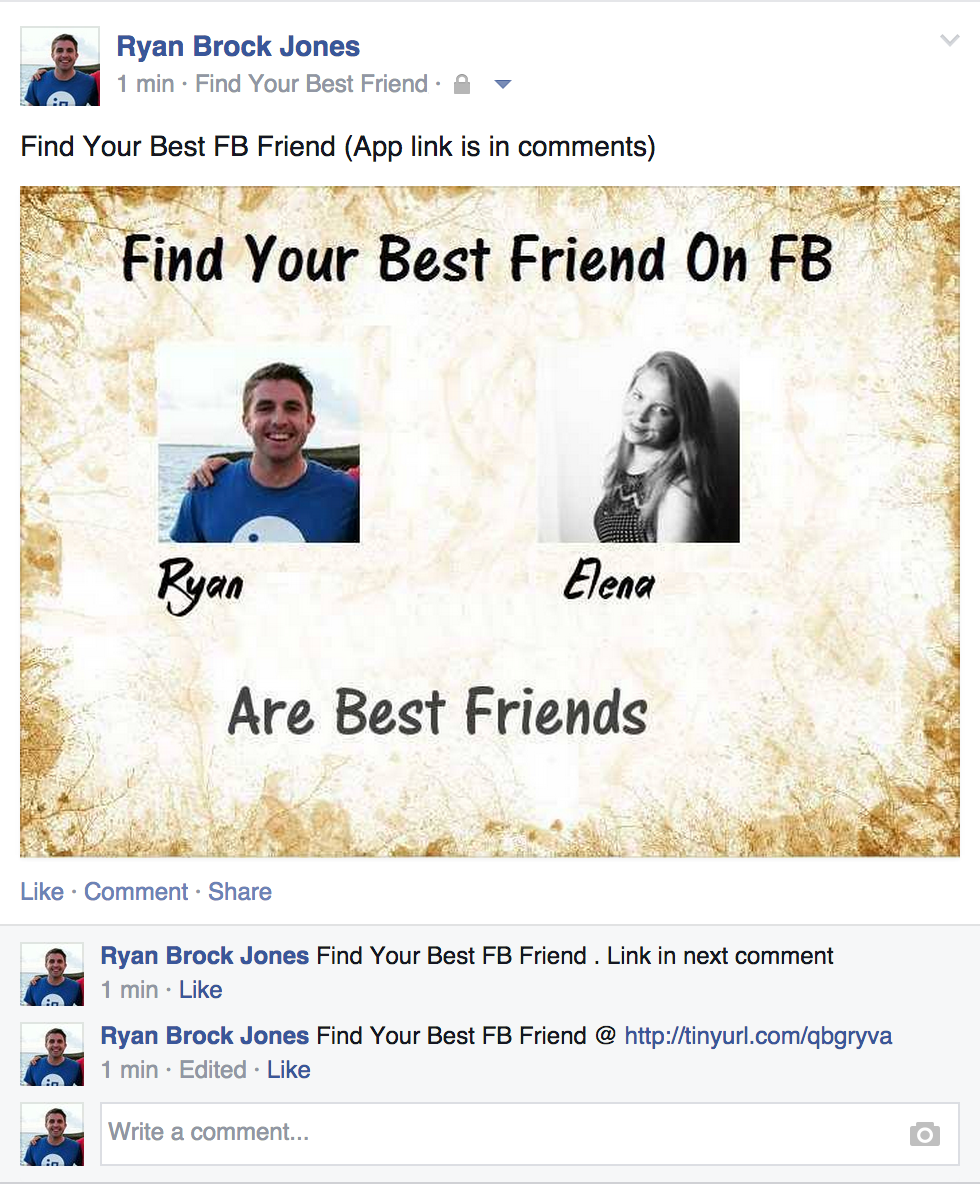 Ryan Brock Jones
1 min · Find Your Best Friend ·
Find Your Best FB Friend (App link is in comments)
Find Your Best Friend On FB
Ryan
Elena
Are Best Friends
Like · Comment · Share
Ryan Brock Jones Find Your Best FB Friend . Link in next comment
1 min · Like
Ryan Brock Jones Find Your Best FB Friend @ http://tinyurl.com/qbgryva
1 min · Edited · Like
Write a comment...